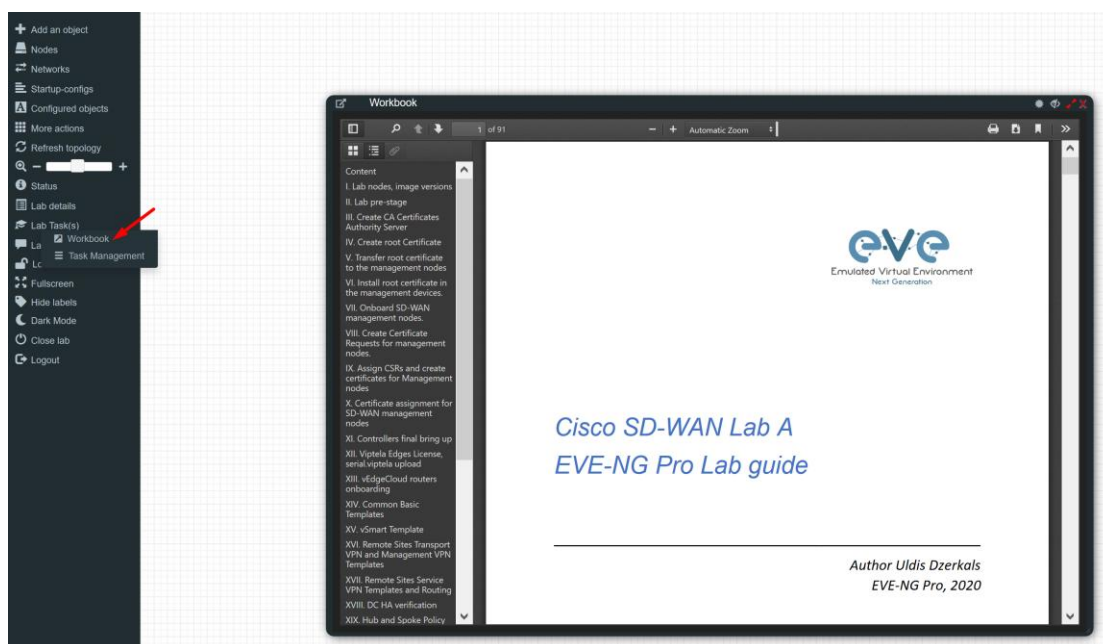 Add an object
Nodes
Networks
Startup-configs
Configured objects
More actions
Refresh topology
Status
Lab details
Lab Task(s)
Workbook
La
Task Management
Lo
Fullscreen
Hide labels
Dark Mode
Close lab
Logout
Workbook
1 of 91
Automatic Zoom
Content
I. Lab nodes, image versions
II. Lab pre-stage
III. Create CA Certificates
Authority Server
IV. Create root Certificate
V. Transfer root certificate
to the management nodes
VI. Install root certificate in
the management devices.
VII. Onboard SD-WAN
management nodes.
VIII. Create Certificate
Requests for management
nodes.
IX. Assign CSRs and create
certificates for Management
nodes
X. Certificate assignment for
SD-WAN management
nodes
XI. Controllers final bring up
XII. Viptela Edges License,
serial.viptela upload
XIII. vEdgeCloud routers
onboarding
XIV. Common Basic
Templates
XV. vSmart Template
XVI. Remote Sites Transport
VPN and Management VPN
Templates
XVII. Remote Sites Service
VPN Templates and Routing
XVIII. DC HA verification
XIX. Hub and Spoke Policy
eve
Emulated Virtual Environment
Next Generation
Cisco SD-WAN Lab A
EVE-NG Pro Lab guide
Author Uldis Dzerkals
EVE-NG Pro, 2020